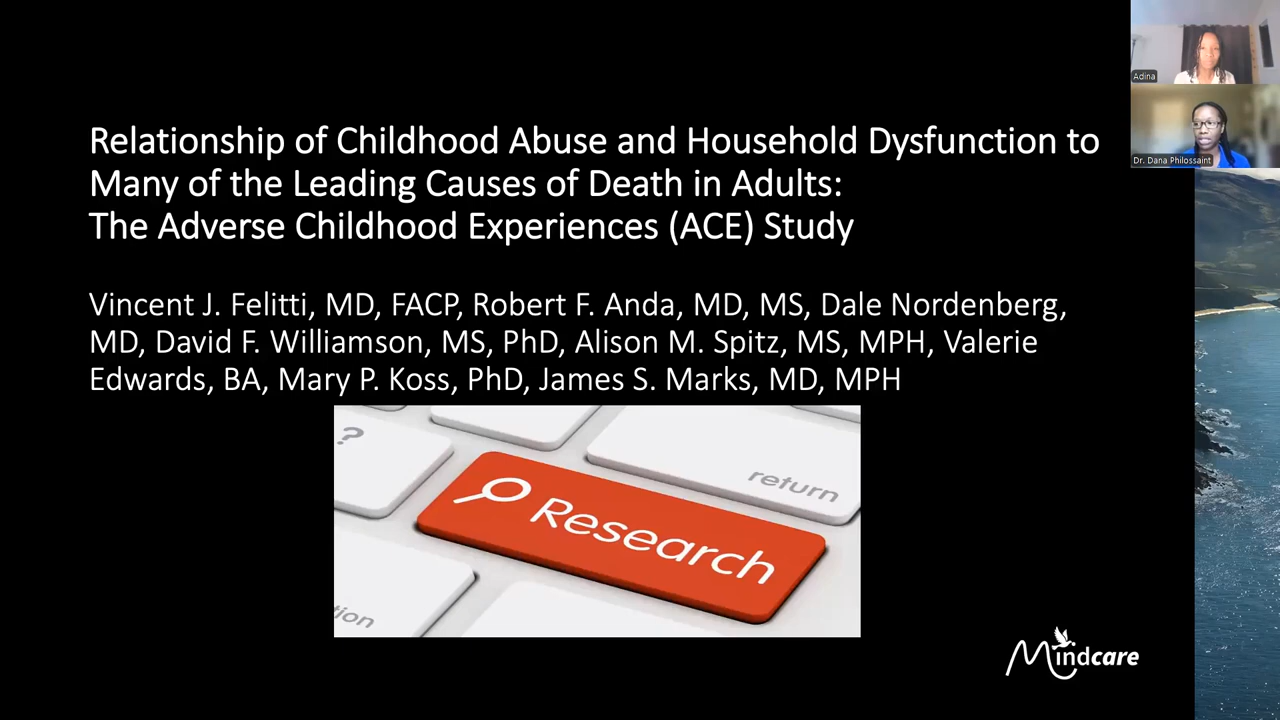 Relationship of Childhood Abuse and Household Dysfunction to
Many of the Leading Causes of Death in Adults:
The Adverse Childhood Experiences (ACE) Study
Vincent J. Felitti, MD, FACP, Robert F. Anda, MD, MS, Dale Nordenberg,
MD, David F. Williamson, MS, PhD, Alison M. Spitz, MS, MPH, Valerie
Edwards, BA, Mary P. Koss, PhD, James S. Marks, MD, MPH
?
return
Research
tion
Mindcare
Adina
Dr. Dana Philossaint